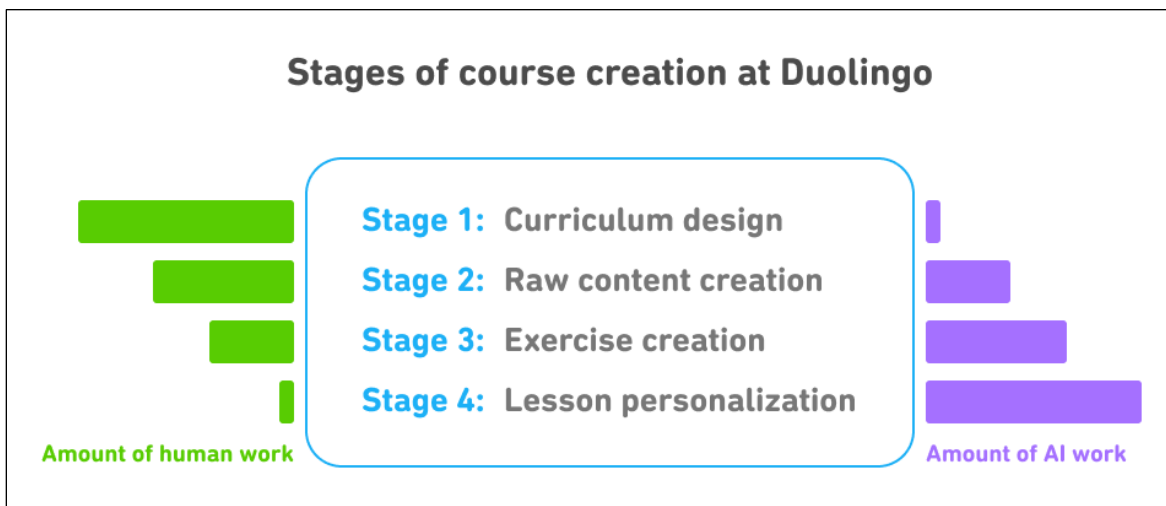 Stages of course creation at Duolingo
Stage 1: Curriculum design
Stage 2: Raw content creation
Stage 3: Exercise creation
Stage 4: Lesson personalization
Amount of human work
Amount of AI work